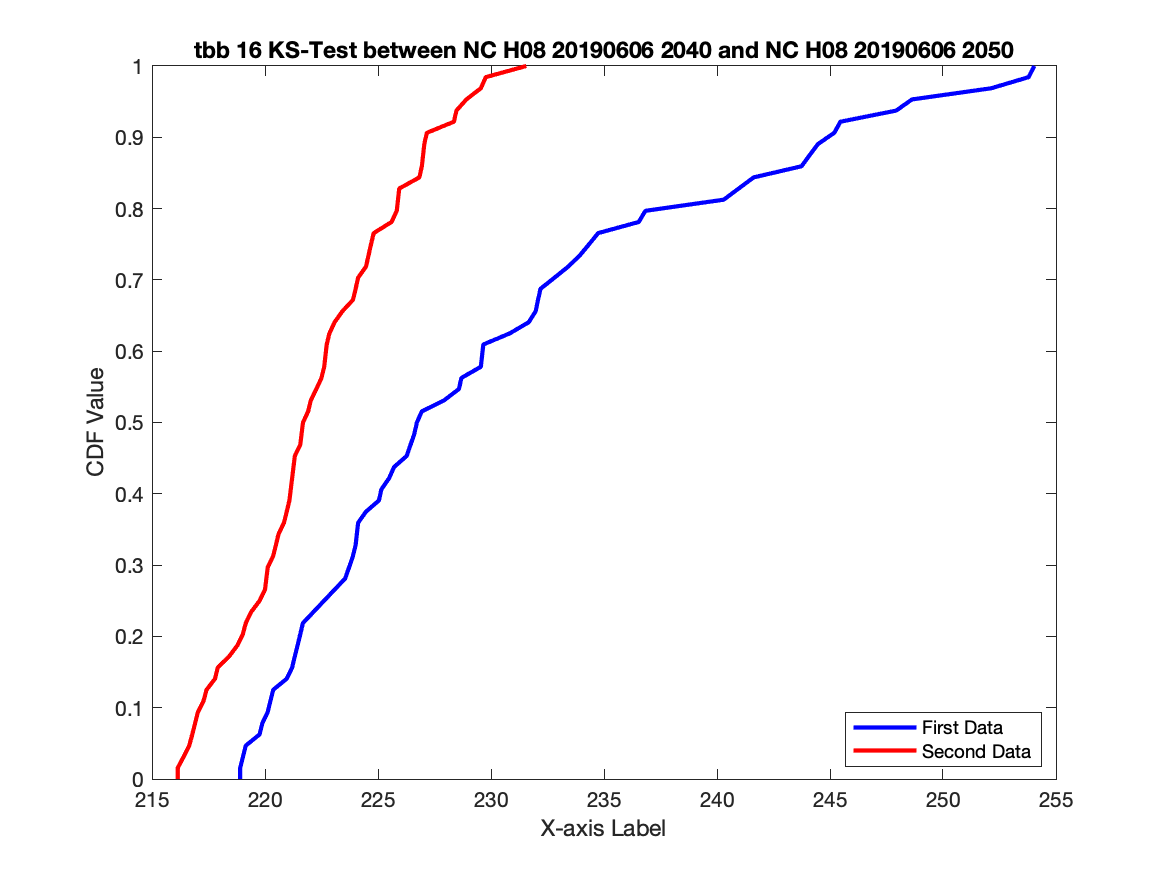 tbb 16 KS-Test between NC H08 20190606 2040 and NC H08 20190606 2050
1
0.9
0.8
0.7
0.6
0.5
0.4
0.3
0.2
0.1
0
CDF Value
First Data
Second Data
215 220 225 230 235 240 245 250 255
X-axis Label